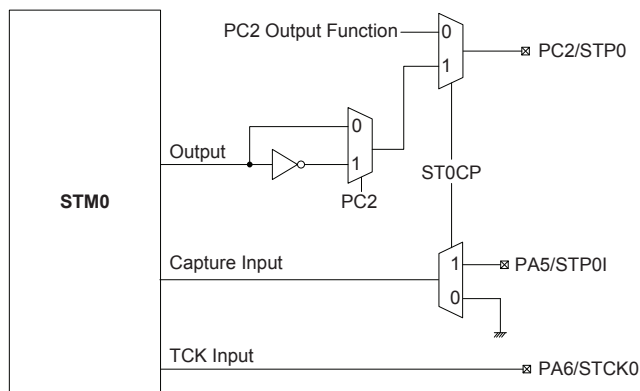 PC2 Output Function
0
PC2/STP0
1
0
Output
1
STM0
ST0CP
PC2
Capture Input
1
PA5/STP0I
0
TCK Input
PA6/STCK0